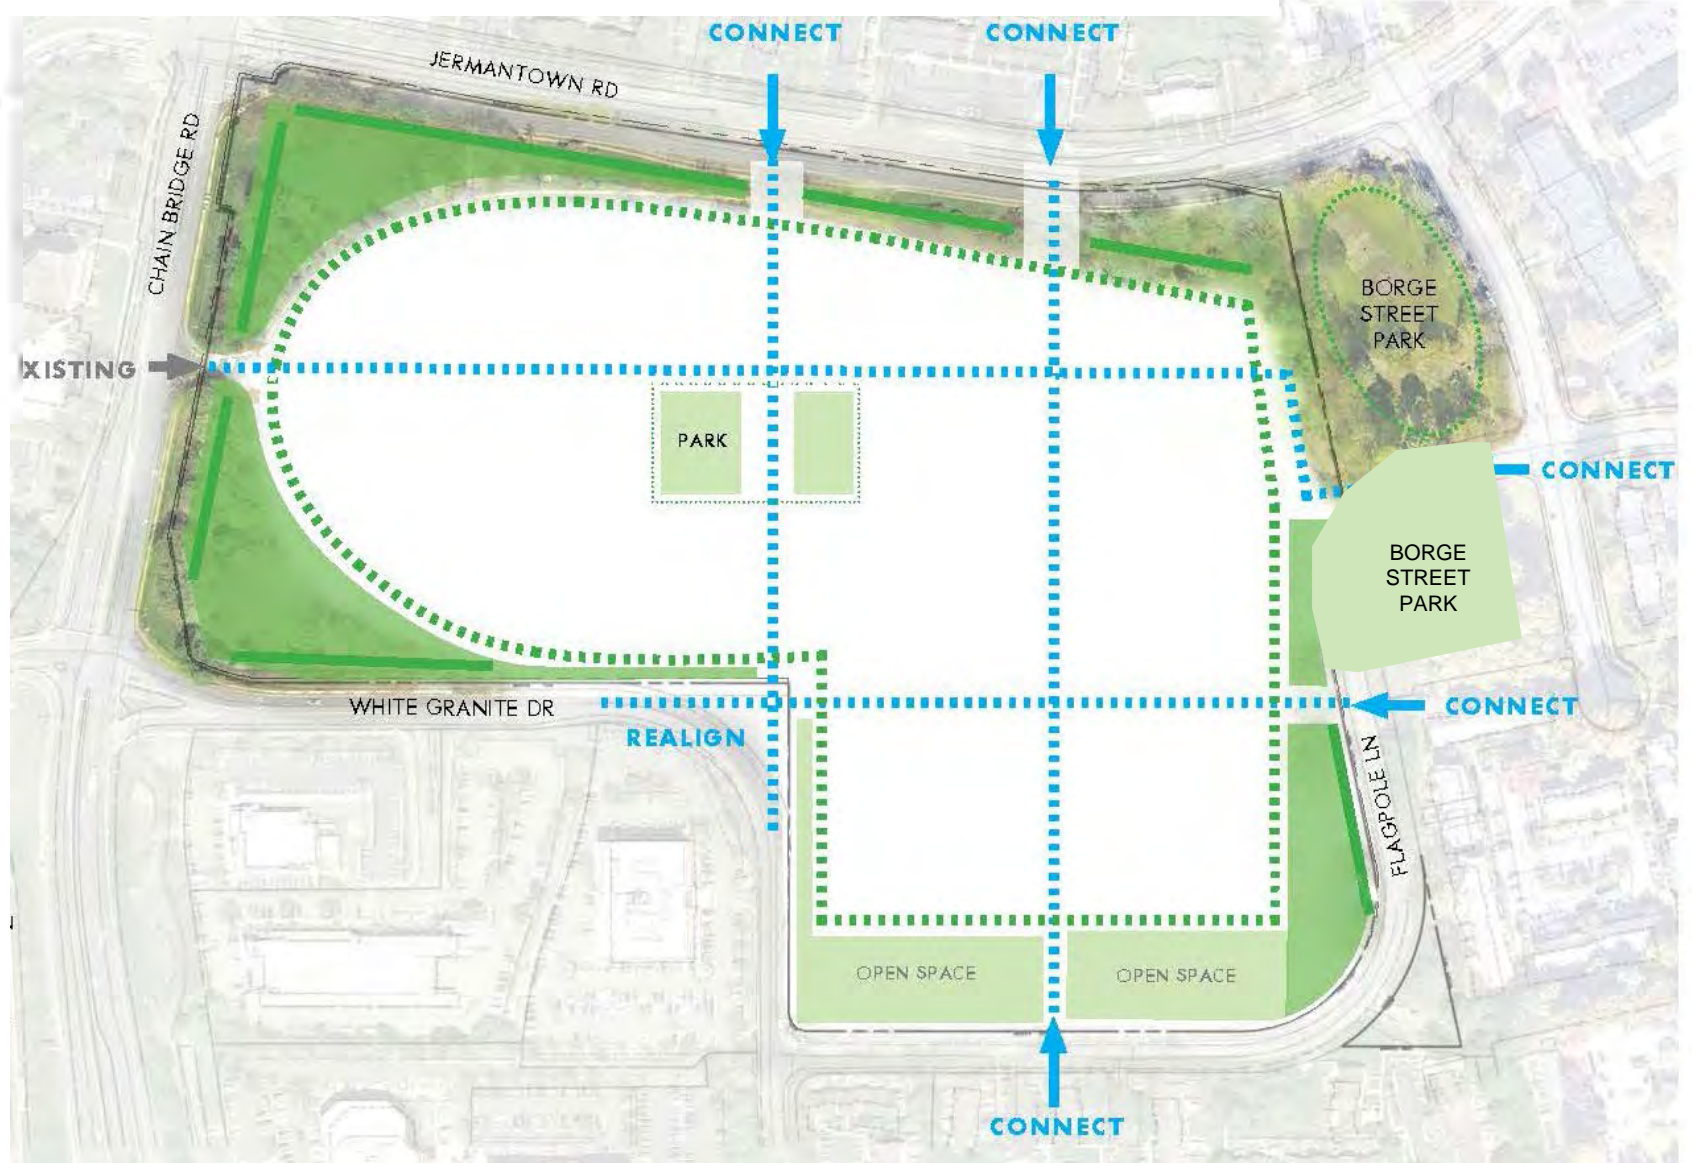 CONNECT
CONNECT
JERMANTOWN RD
CHAIN BRIDGE RD
XISTING
BORGE
STREET
PARK
PARK
CONNECT
BORGE
STREET
PARK
WHITE GRANITE DR
CONNECT
REALIGN
FLAGPOLE LN
OPEN SPACE
OPEN SPACE
CONNECT